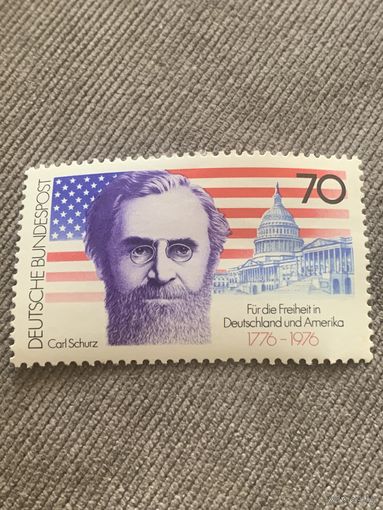 DEUTSCHE BUNDESPOST
70
Für die Freiheit in
Deutschland und Amerika
1776–1976
Carl Schurz